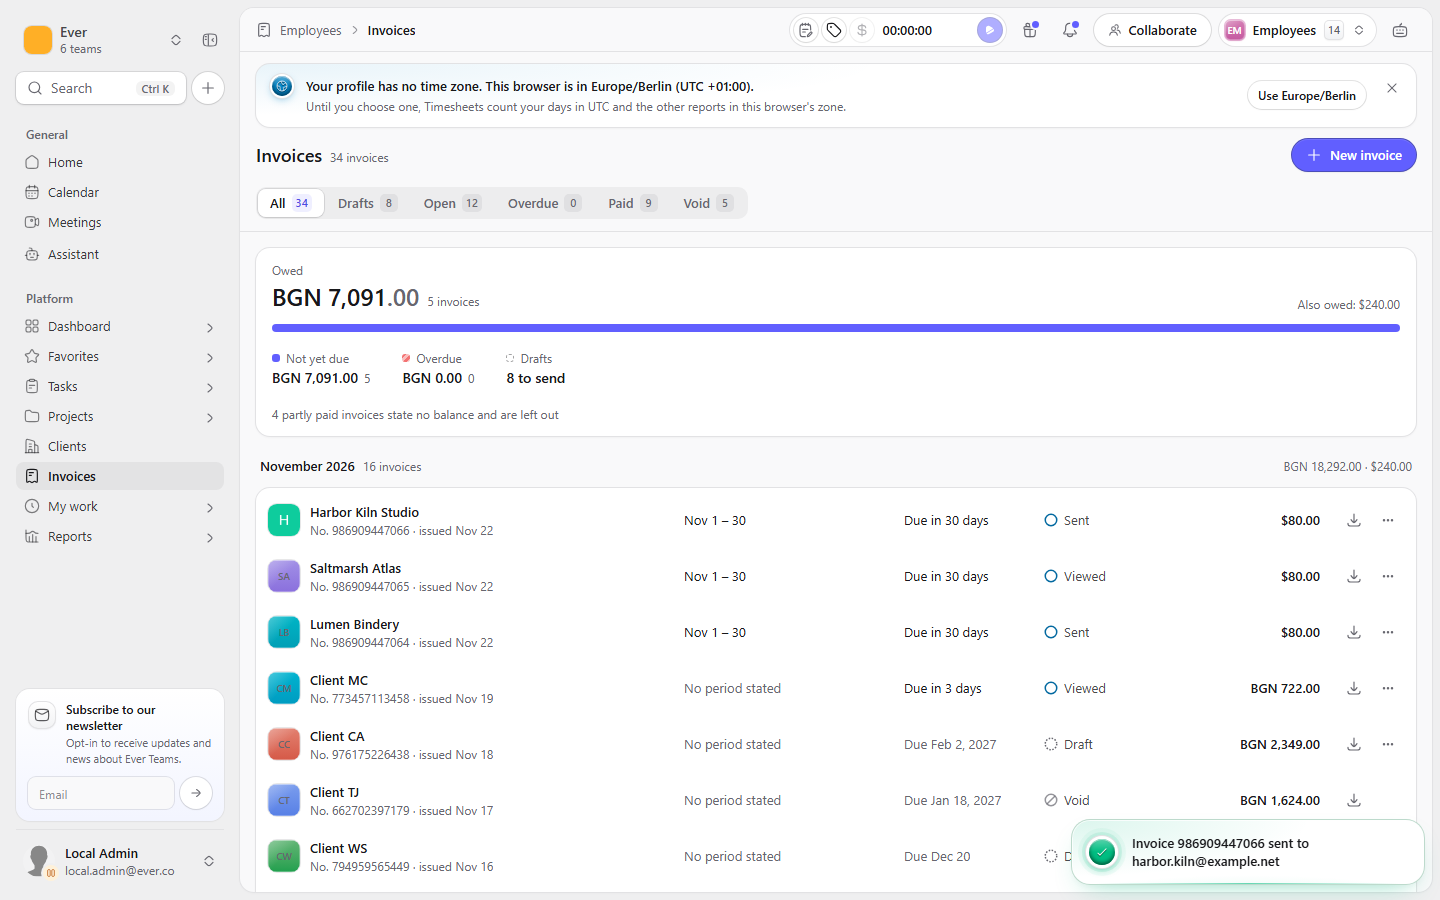 Ever
6 teams
Search
Ctrl K
General
Home
Calendar
Meetings
Assistant
Platform
Dashboard
Favorites
Tasks
Projects
Clients
Invoices
My work
Reports
Subscribe to our
newsletter
Opt-in to receive updates and
news about Ever Teams.
Email
Local Admin
local.admin@ever.co
Employees
Invoices
00:00:00
Collaborate
EM Employees 14
Your profile has no time zone. This browser is in Europe/Berlin (UTC +01:00).
Until you choose one, Timesheets count your days in UTC and the other reports in this browser's zone.
Use Europe/Berlin
Invoices 34 invoices
New invoice
All 34 Drafts 8 Open 12 Overdue 0 Paid 9 Void 5
Owed
BGN 7,091.00 5 invoices
Also owed: $240.00
Not yet due Overdue Drafts
BGN 7,091.00 5 BGN 0.00 0 8 to send
4 partly paid invoices state no balance and are left out
November 2026 16 invoices BGN 18,292.00 · $240.00
H Harbor Kiln Studio
No. 986909447066 · issued Nov 22
Nov 1 – 30 Due in 30 days Sent $80.00
SA Saltmarsh Atlas
No. 986909447065 · issued Nov 22
Nov 1 – 30 Due in 30 days Viewed $80.00
LB Lumen Bindery
No. 986909447064 · issued Nov 22
Nov 1 – 30 Due in 30 days Sent $80.00
CM Client MC
No. 773457113458 · issued Nov 19
No period stated Due in 3 days Viewed BGN 722.00
CC Client CA
No. 976175226438 · issued Nov 18
No period stated Due Feb 2, 2027 Draft BGN 2,349.00
CT Client TJ
No. 662702397179 · issued Nov 17
No period stated Due Jan 18, 2027 Void BGN 1,624.00
CW Client WS
No. 794959565449 · issued Nov 16
No period stated Due Dec 20
Invoice 986909447066 sent to
harbor.kiln@example.net